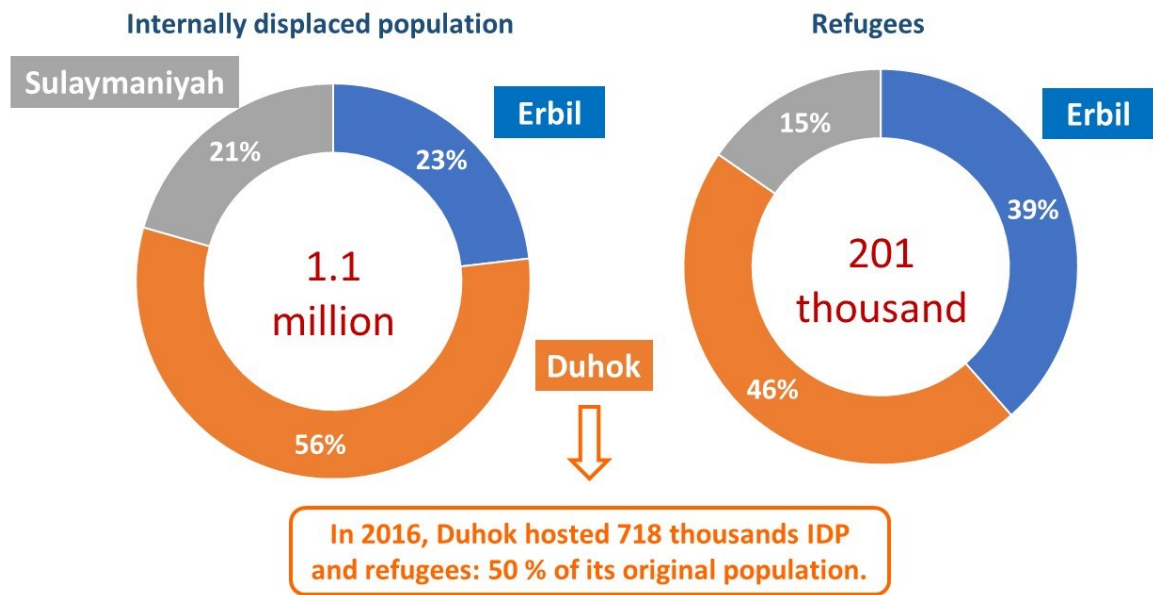 Internally displaced population
Sulaymaniyah
Erbil
21%
23%
1.1
million
56%
Duhok
Refugees
Erbil
15%
39%
201
thousand
46%
In 2016, Duhok hosted 718 thousands IDP
and refugees: 50 % of its original population.